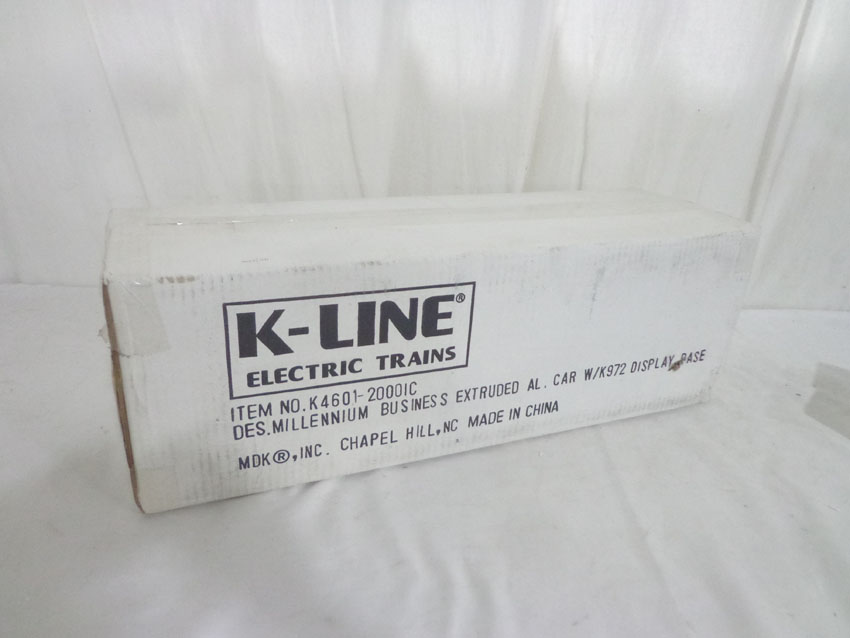 K-LINE®
ELECTRIC TRAINS
ITEM NO.K4601-2000IC
DES.MILLENNIUM BUSINESS EXTRUDED AL. CAR W/K972 DISPLAY BASE
MDK®,INC. CHAPEL HILL,NC MADE IN CHINA